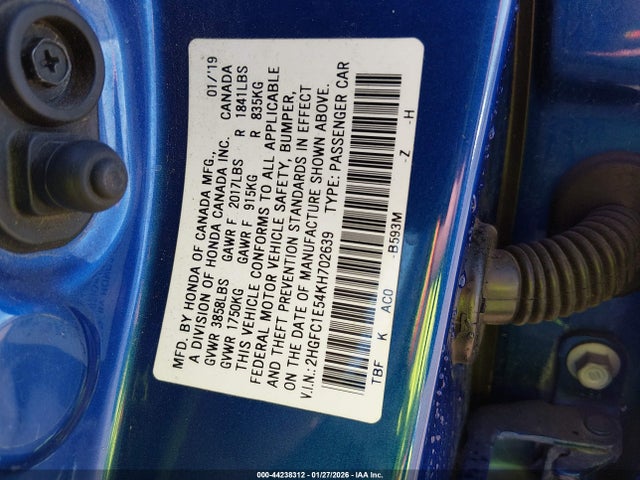 MFD. BY HONDA OF CANADA MFG., 01/'19
A DIVISION OF HONDA CANADA INC. CANADA
GVWR 3858LBS GAWR F 2017LBS R 1841LBS
GVWR 1750KG GAWR F 915KG R 835KG
THIS VEHICLE CONFORMS TO ALL APPLICABLE
FEDERAL MOTOR VEHICLE SAFETY, BUMPER,
AND THEFT PREVENTION STANDARDS IN EFFECT
ON THE DATE OF MANUFACTURE SHOWN ABOVE.
V.I.N.: 2HGFC1E54KH702639 TYPE: PASSENGER CAR
TBF K AC0 -B593M -Z -H
000-44238312 | 01/27/2026 - IAA Inc.